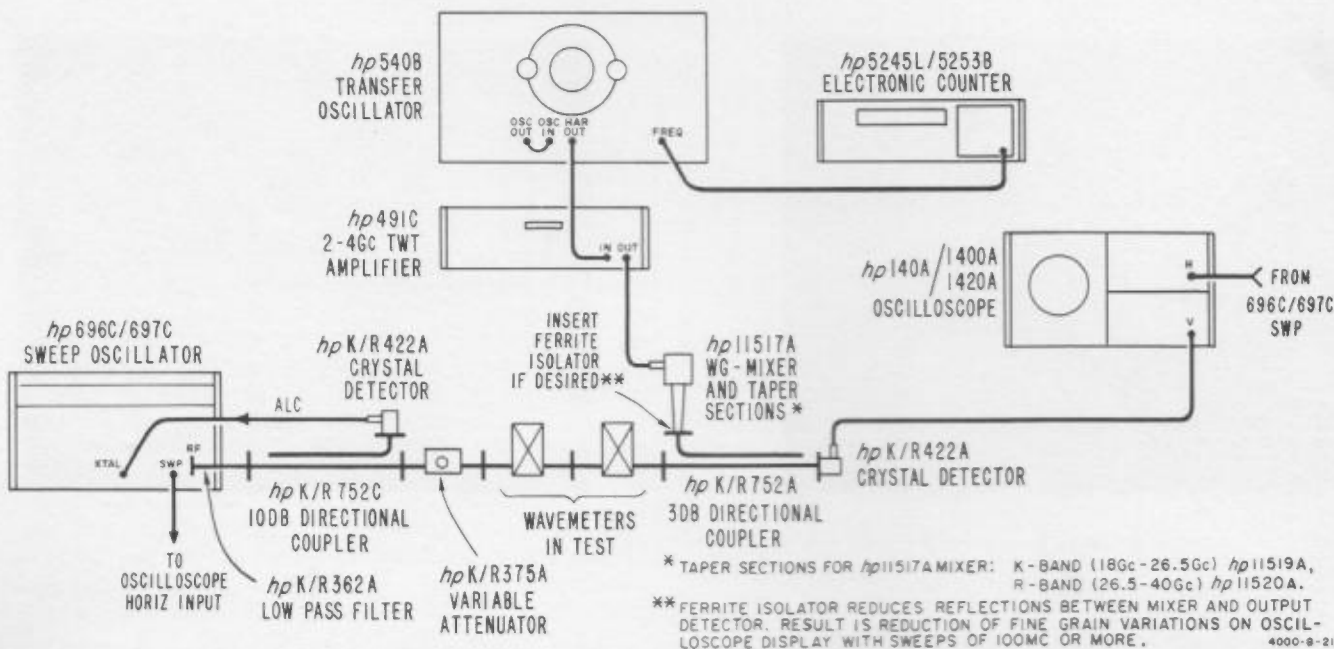 hp 540B
TRANSFER
OSCILLATOR
OSC OSC HAR
OUT IN OUT
FREQ
hp 5245L/5253B
ELECTRONIC COUNTER
hp 491C
2-4GC TWT
AMPLIFIER
IN OUT
hp 140A/1400A
1420A
OSCILLOSCOPE
H
V
FROM
696C/697C
SWP
hp 696C/697C
SWEEP OSCILLATOR
XTAL
SWP
RF
ALC
hp K/R422A
CRYSTAL
DETECTOR
INSERT
FERRITE
ISOLATOR
IF DESIRED**
hp 11517A
WG-MIXER
AND TAPER
SECTIONS *
hp K/R422A
CRYSTAL DETECTOR
TO
OSCILLOSCOPE
HORIZ INPUT
hp K/R752C
10DB DIRECTIONAL
COUPLER
hp K/R362A
LOW PASS FILTER
hp K/R375A
VARIABLE
ATTENUATOR
WAVEMETERS
IN TEST
hp K/R752A
3DB DIRECTIONAL
COUPLER
* TAPER SECTIONS FOR hp 11517A MIXER: K-BAND (18Gc-26.5Gc) hp 11519A,
R-BAND (26.5-40Gc) hp 11520A.
** FERRITE ISOLATOR REDUCES REFLECTIONS BETWEEN MIXER AND OUTPUT
DETECTOR. RESULT IS REDUCTION OF FINE GRAIN VARIATIONS ON OSCIL-
LOSCOPE DISPLAY WITH SWEEPS OF 100MC OR MORE.
4000-8-21